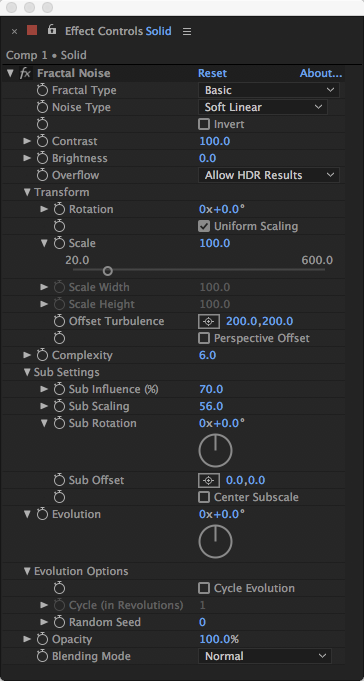 Effect Controls Solid
Comp 1 • Solid
fx Fractal Noise Reset About...
Fractal Type Basic
Noise Type Soft Linear
Invert
Contrast 100.0
Brightness 0.0
Overflow Allow HDR Results
Transform
Rotation 0x+0.0°
Uniform Scaling
Scale 100.0
20.0 600.0
Scale Width 100.0
Scale Height 100.0
Offset Turbulence 200.0,200.0
Perspective Offset
Complexity 6.0
Sub Settings
Sub Influence (%) 70.0
Sub Scaling 56.0
Sub Rotation 0x+0.0°
Sub Offset 0.0,0.0
Center Subscale
Evolution 0x+0.0°
Evolution Options
Cycle Evolution
Cycle (in Revolutions) 1
Random Seed 0
Opacity 100.0%
Blending Mode Normal